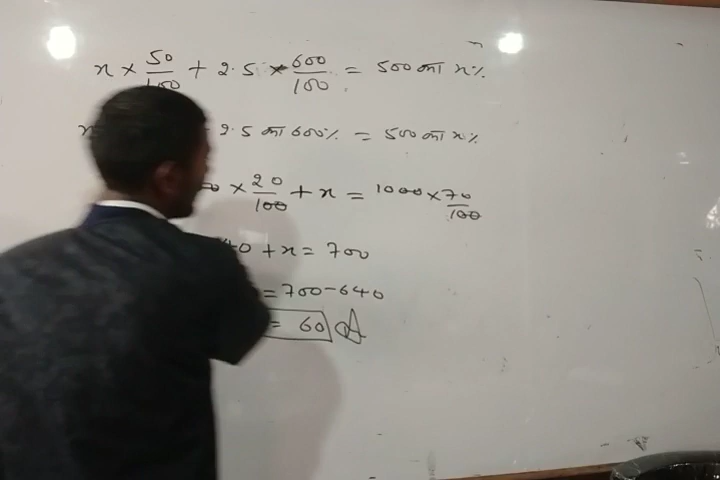 x × 50/100 + 2.5 × 600/100 = 500 का x%
2.5 का 600% = 500 का x%
× 20/100 + x = 1000 × 70/100
40 + x = 700
= 700 - 640
= 60 A